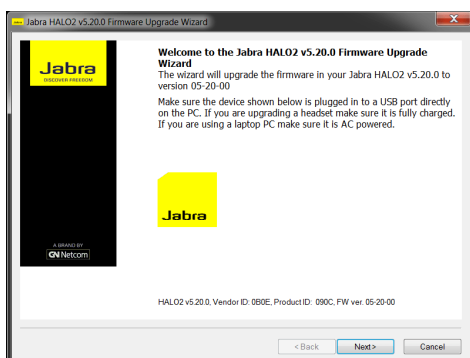 Jabra HALO2 v5.20.0 Firmware Upgrade Wizard
Jabra
DISCOVER FREEDOM
A BRAND BY
GN Netcom
Welcome to the Jabra HALO2 v5.20.0 Firmware Upgrade
Wizard
The wizard will upgrade the firmware in your Jabra HALO2 v5.20.0 to
version 05-20-00
Make sure the device shown below is plugged in to a USB port directly
on the PC. If you are upgrading a headset make sure it is fully charged.
If you are using a laptop PC make sure it is AC powered.
Jabra
HALO2 v5.20.0, Vendor ID: 0B0E, Product ID: 090C, FW ver. 05-20-00
< Back
Next >
Cancel